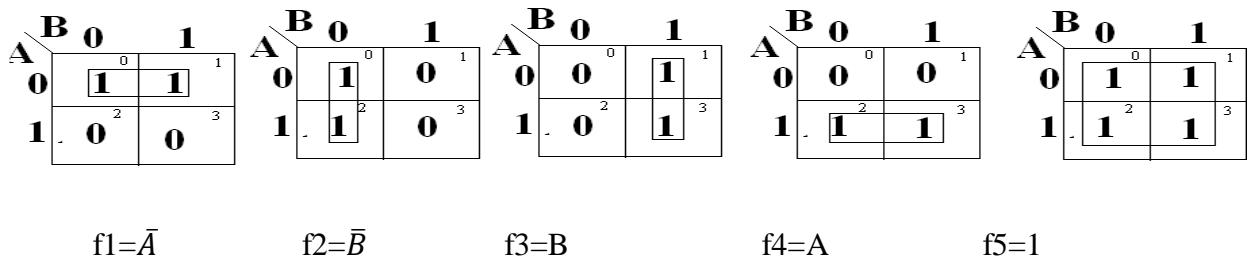 B 0 1 B 0 1 B 0 1 B 0 1 B 0 1
A A A A A
0 1 0 1 0 1 0 1 0 1
0 1 1 0 1 0 0 0 1 0 0 0 0 1 1
2 3 2 3 2 3 2 3 2 3
1 0 0 1 1 0 1 0 1 1 1 1 1 1 1
f1=A̅ f2=B̅ f3=B f4=A f5=1